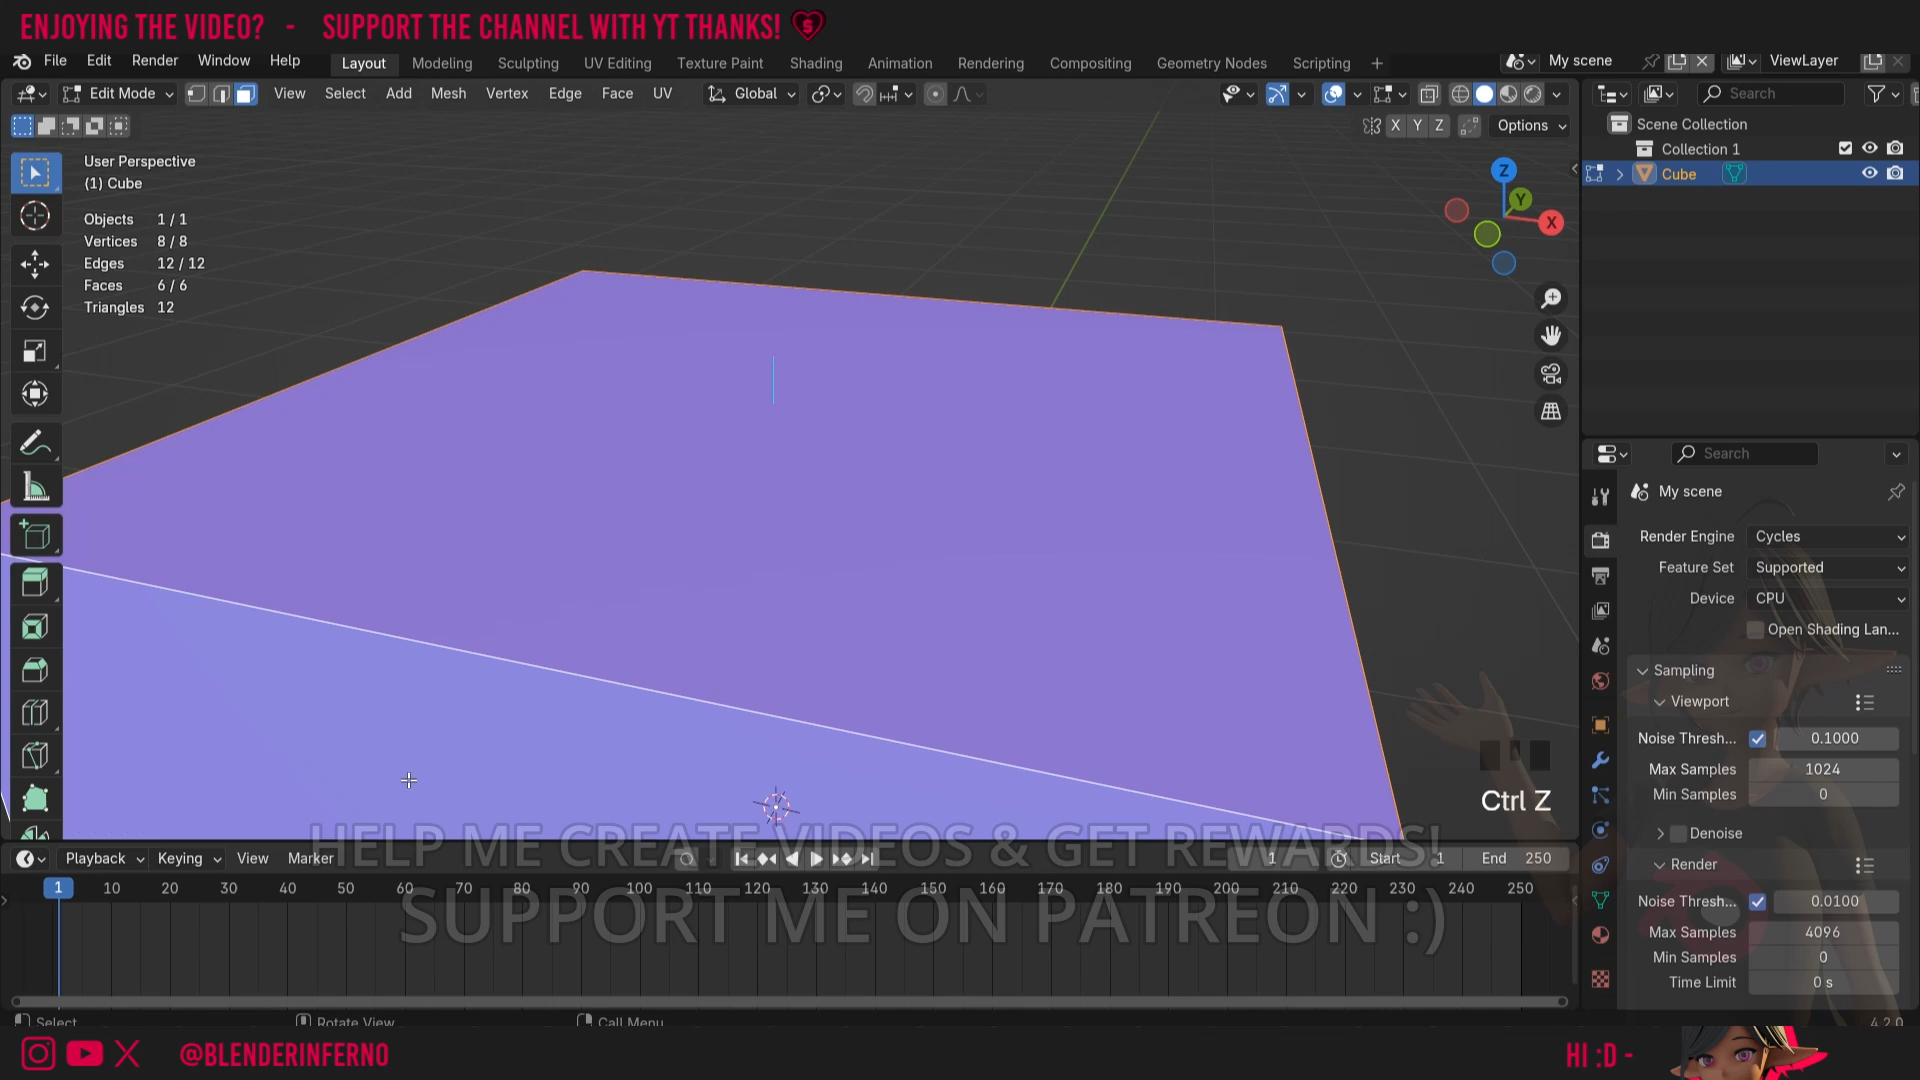 ENJOYING THE VIDEO? - SUPPORT THE CHANNEL WITH YT THANKS!
File Edit Render Window Help Layout Modeling Sculpting UV Editing Texture Paint Shading Animation Rendering Compositing Geometry Nodes Scripting + My scene ViewLayer
Edit Mode View Select Add Mesh Vertex Edge Face UV Global Search
X Y Z Options
User Perspective
(1) Cube
Objects 1 / 1
Vertices 8 / 8
Edges 12 / 12
Faces 6 / 6
Triangles 12
Z
Y
X
Scene Collection
Collection 1
Cube
Search
My scene
Render Engine Cycles
Feature Set Supported
Device CPU
Open Shading Lan...
Sampling
Viewport
Noise Thresh... 0.1000
Max Samples 1024
Min Samples 0
Denoise
Render
Noise Thresh... 0.0100
Max Samples 4096
Min Samples 0
Time Limit 0 s
Ctrl Z
HELP ME CREATE VIDEOS & GET REWARDS!
SUPPORT ME ON PATREON :)
Playback Keying View Marker 1 Start 1 End 250
1 10 20 30 40 50 60 70 80 90 100 110 120 130 140 150 160 170 180 190 200 210 220 230 240 250
Select Rotate View Call Menu 4.2.0
@BLENDERINFERNO
HI :D -